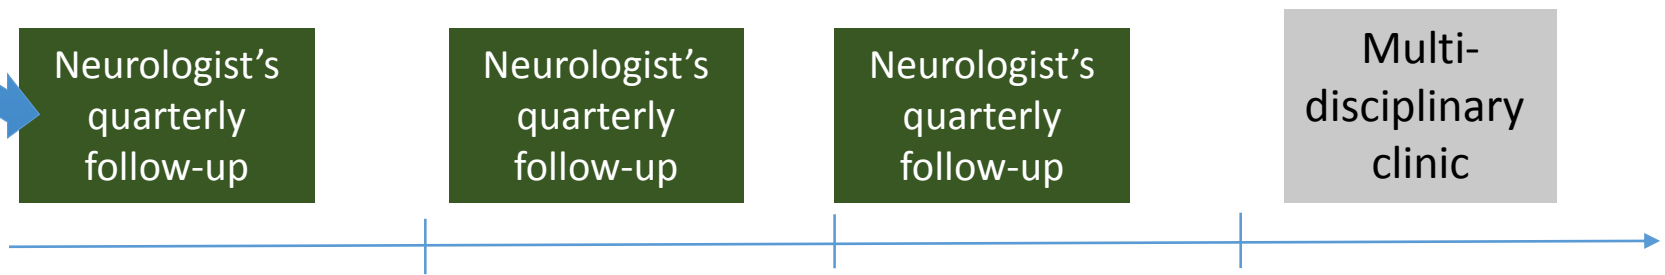 Neurologist’s
quarterly
follow-up
Neurologist’s
quarterly
follow-up
Neurologist’s
quarterly
follow-up
Multi-
disciplinary
clinic